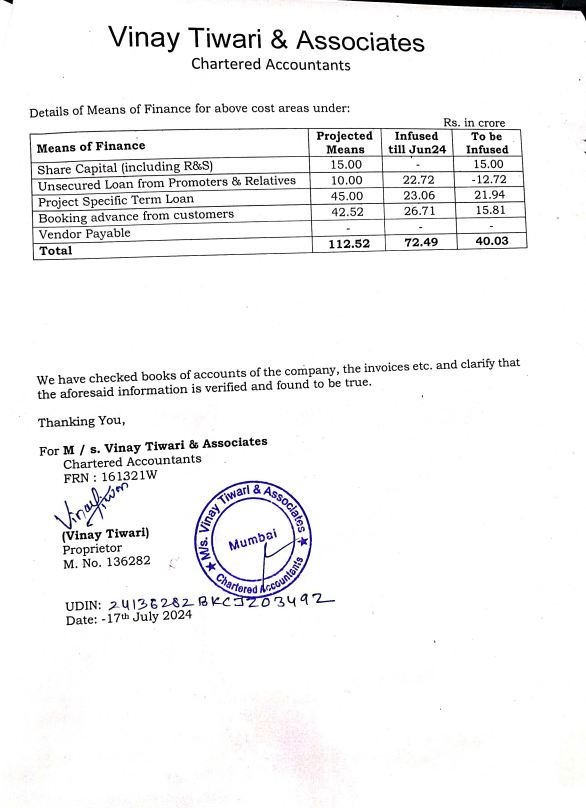 Vinay Tiwari & Associates
Chartered Accountants
Details of Means of Finance for above cost areas under:
Rs. in crore
Means of Finance Projected Means Infused till Jun24 To be Infused
Share Capital (including R&S) 15.00 - 15.00
Unsecured Loan from Promoters & Relatives 10.00 22.72 -12.72
Project Specific Term Loan 45.00 23.06 21.94
Booking advance from customers 42.52 26.71 15.81
Vendor Payable - - -
Total 112.52 72.49 40.03
We have checked books of accounts of the company, the invoices etc. and clarify that
the aforesaid information is verified and found to be true.
Thanking You,
For M / s. Vinay Tiwari & Associates
Chartered Accountants
FRN : 161321W
Vinay Tiwari
(Vinay Tiwari)
Proprietor
M. No. 136282
M/s. Vinay Tiwari & Associates
Mumbai
★ Chartered Accountants ★
UDIN: 24136282BKCJZO3492
Date: -17th July 2024